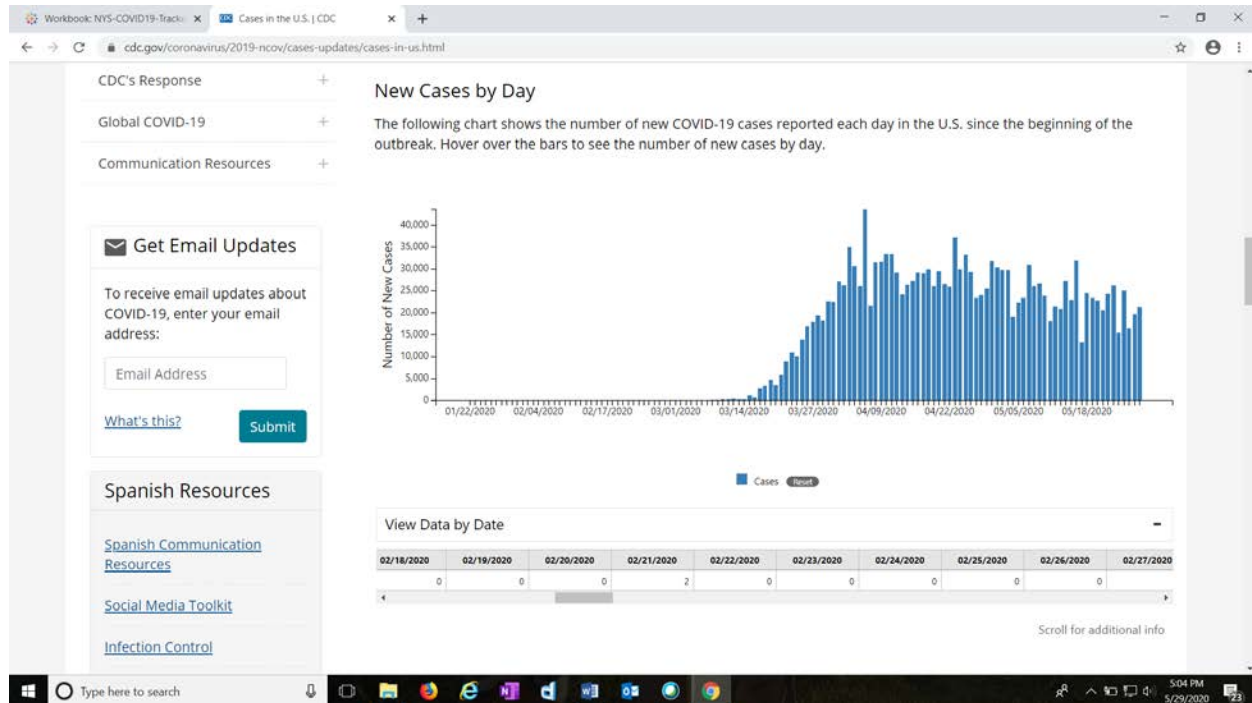 Workbook: NYS-COVID19-Track
Cases in the U.S. | CDC
cdc.gov/coronavirus/2019-ncov/cases-updates/cases-in-us.html
CDC's Response
Global COVID-19
Communication Resources
Get Email Updates
To receive email updates about
COVID-19, enter your email
address:
Email Address
What's this?
Submit
Spanish Resources
Spanish Communication
Resources
Social Media Toolkit
Infection Control
New Cases by Day
The following chart shows the number of new COVID-19 cases reported each day in the U.S. since the beginning of the
outbreak. Hover over the bars to see the number of new cases by day.
Number of New Cases
40,000
35,000
30,000
25,000
20,000
15,000
10,000
5,000
0
01/22/2020 02/04/2020 02/17/2020 03/01/2020 03/14/2020 03/27/2020 04/09/2020 04/22/2020 05/05/2020 05/18/2020
Cases Reset
View Data by Date
02/18/2020 02/19/2020 02/20/2020 02/21/2020 02/22/2020 02/23/2020 02/24/2020 02/25/2020 02/26/2020 02/27/2020
0 0 0 2 0 0 0 0 0
Scroll for additional info
Type here to search
5:04 PM
5/29/2020
23